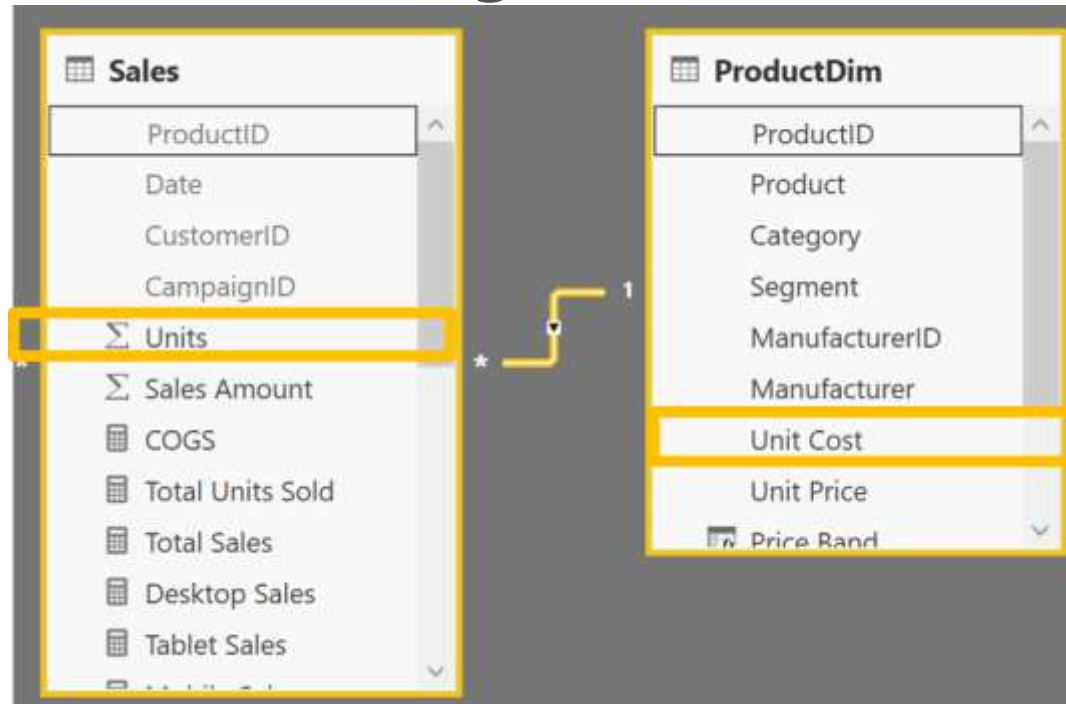 Sales
ProductID
Date
CustomerID
CampaignID
Σ Units
Σ Sales Amount
COGS
Total Units Sold
Total Sales
Desktop Sales
Tablet Sales
*
*
1
ProductDim
ProductID
Product
Category
Segment
ManufacturerID
Manufacturer
Unit Cost
Unit Price
Price Band